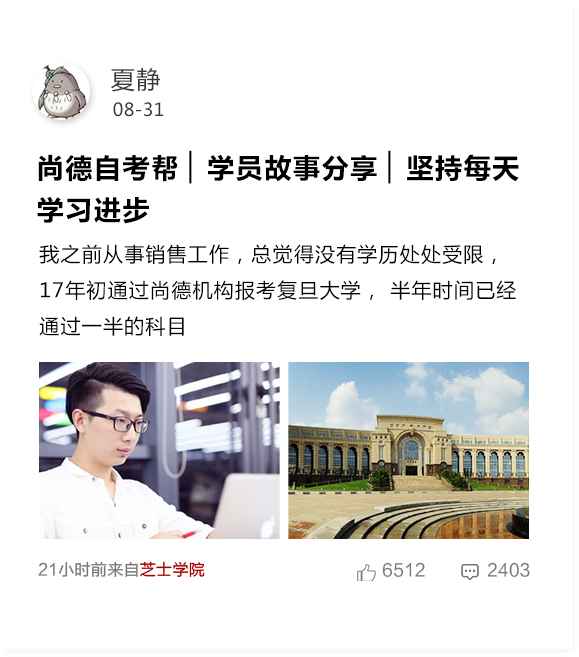 夏静
08-31
尚德自考帮│学员故事分享│坚持每天
学习进步
我之前从事销售工作，总觉得没有学历处处受限，
17年初通过尚德机构报考复旦大学， 半年时间已经
通过一半的科目
21小时前来自芝士学院 6512 2403